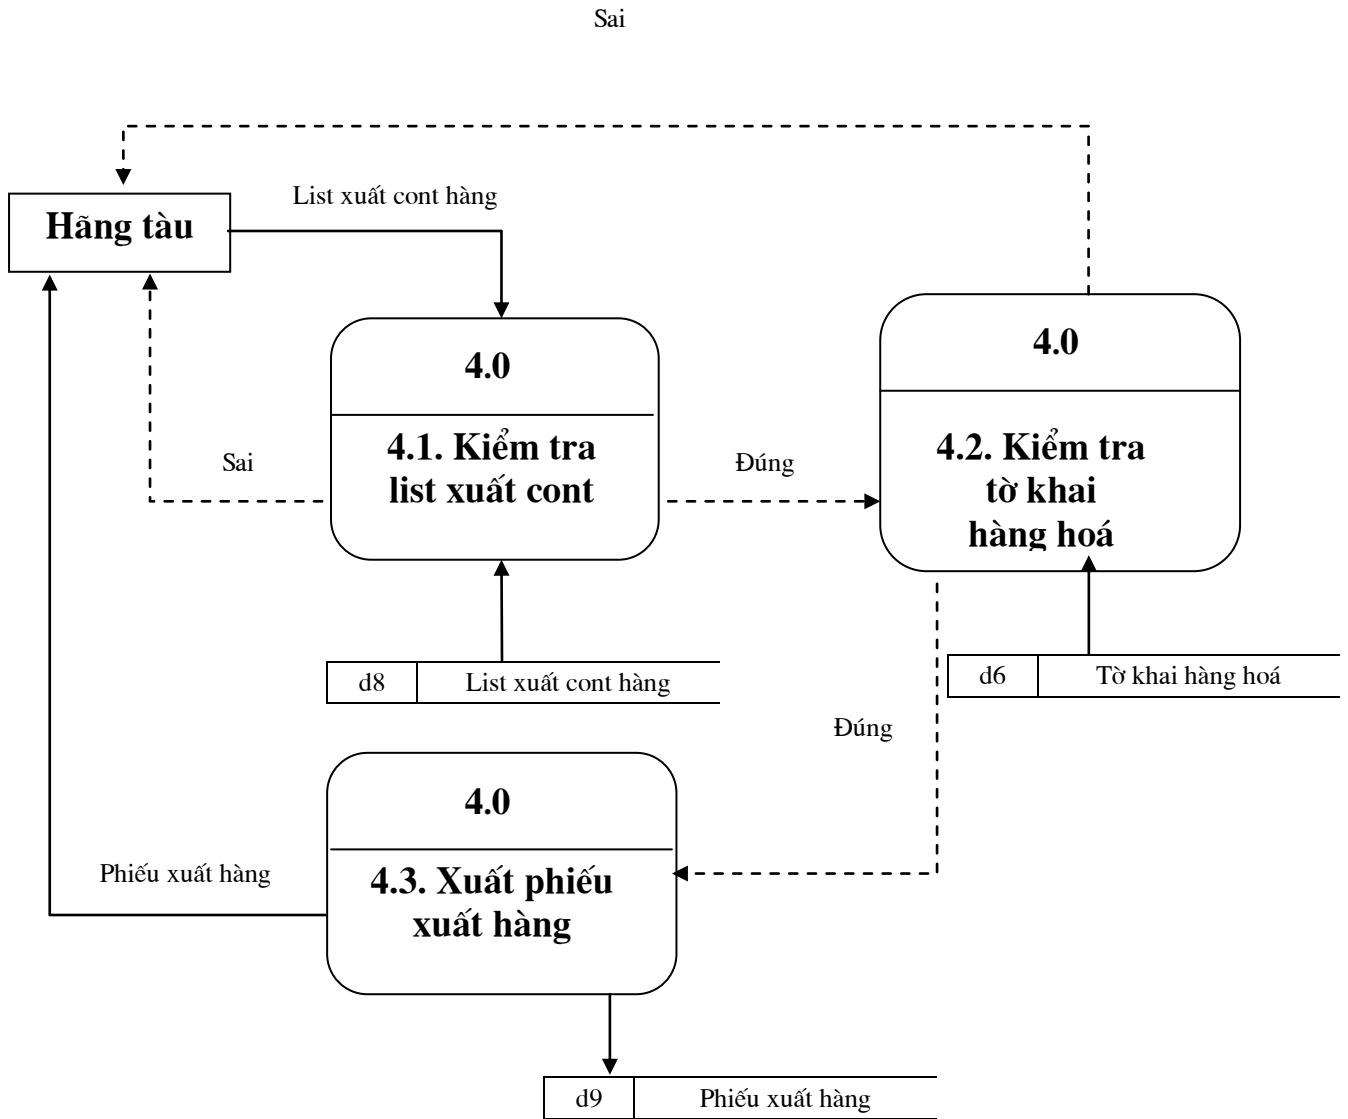 Sai
List xuất cont hàng
Hãng tàu
4.0
4.0
4.1. Kiểm tra
list xuất cont
Sai
Đúng
4.2. Kiểm tra
tờ khai
hàng hoá
d8
List xuất cont hàng
d6
Tờ khai hàng hoá
Đúng
4.0
4.3. Xuất phiếu
xuất hàng
Phiếu xuất hàng
d9
Phiếu xuất hàng